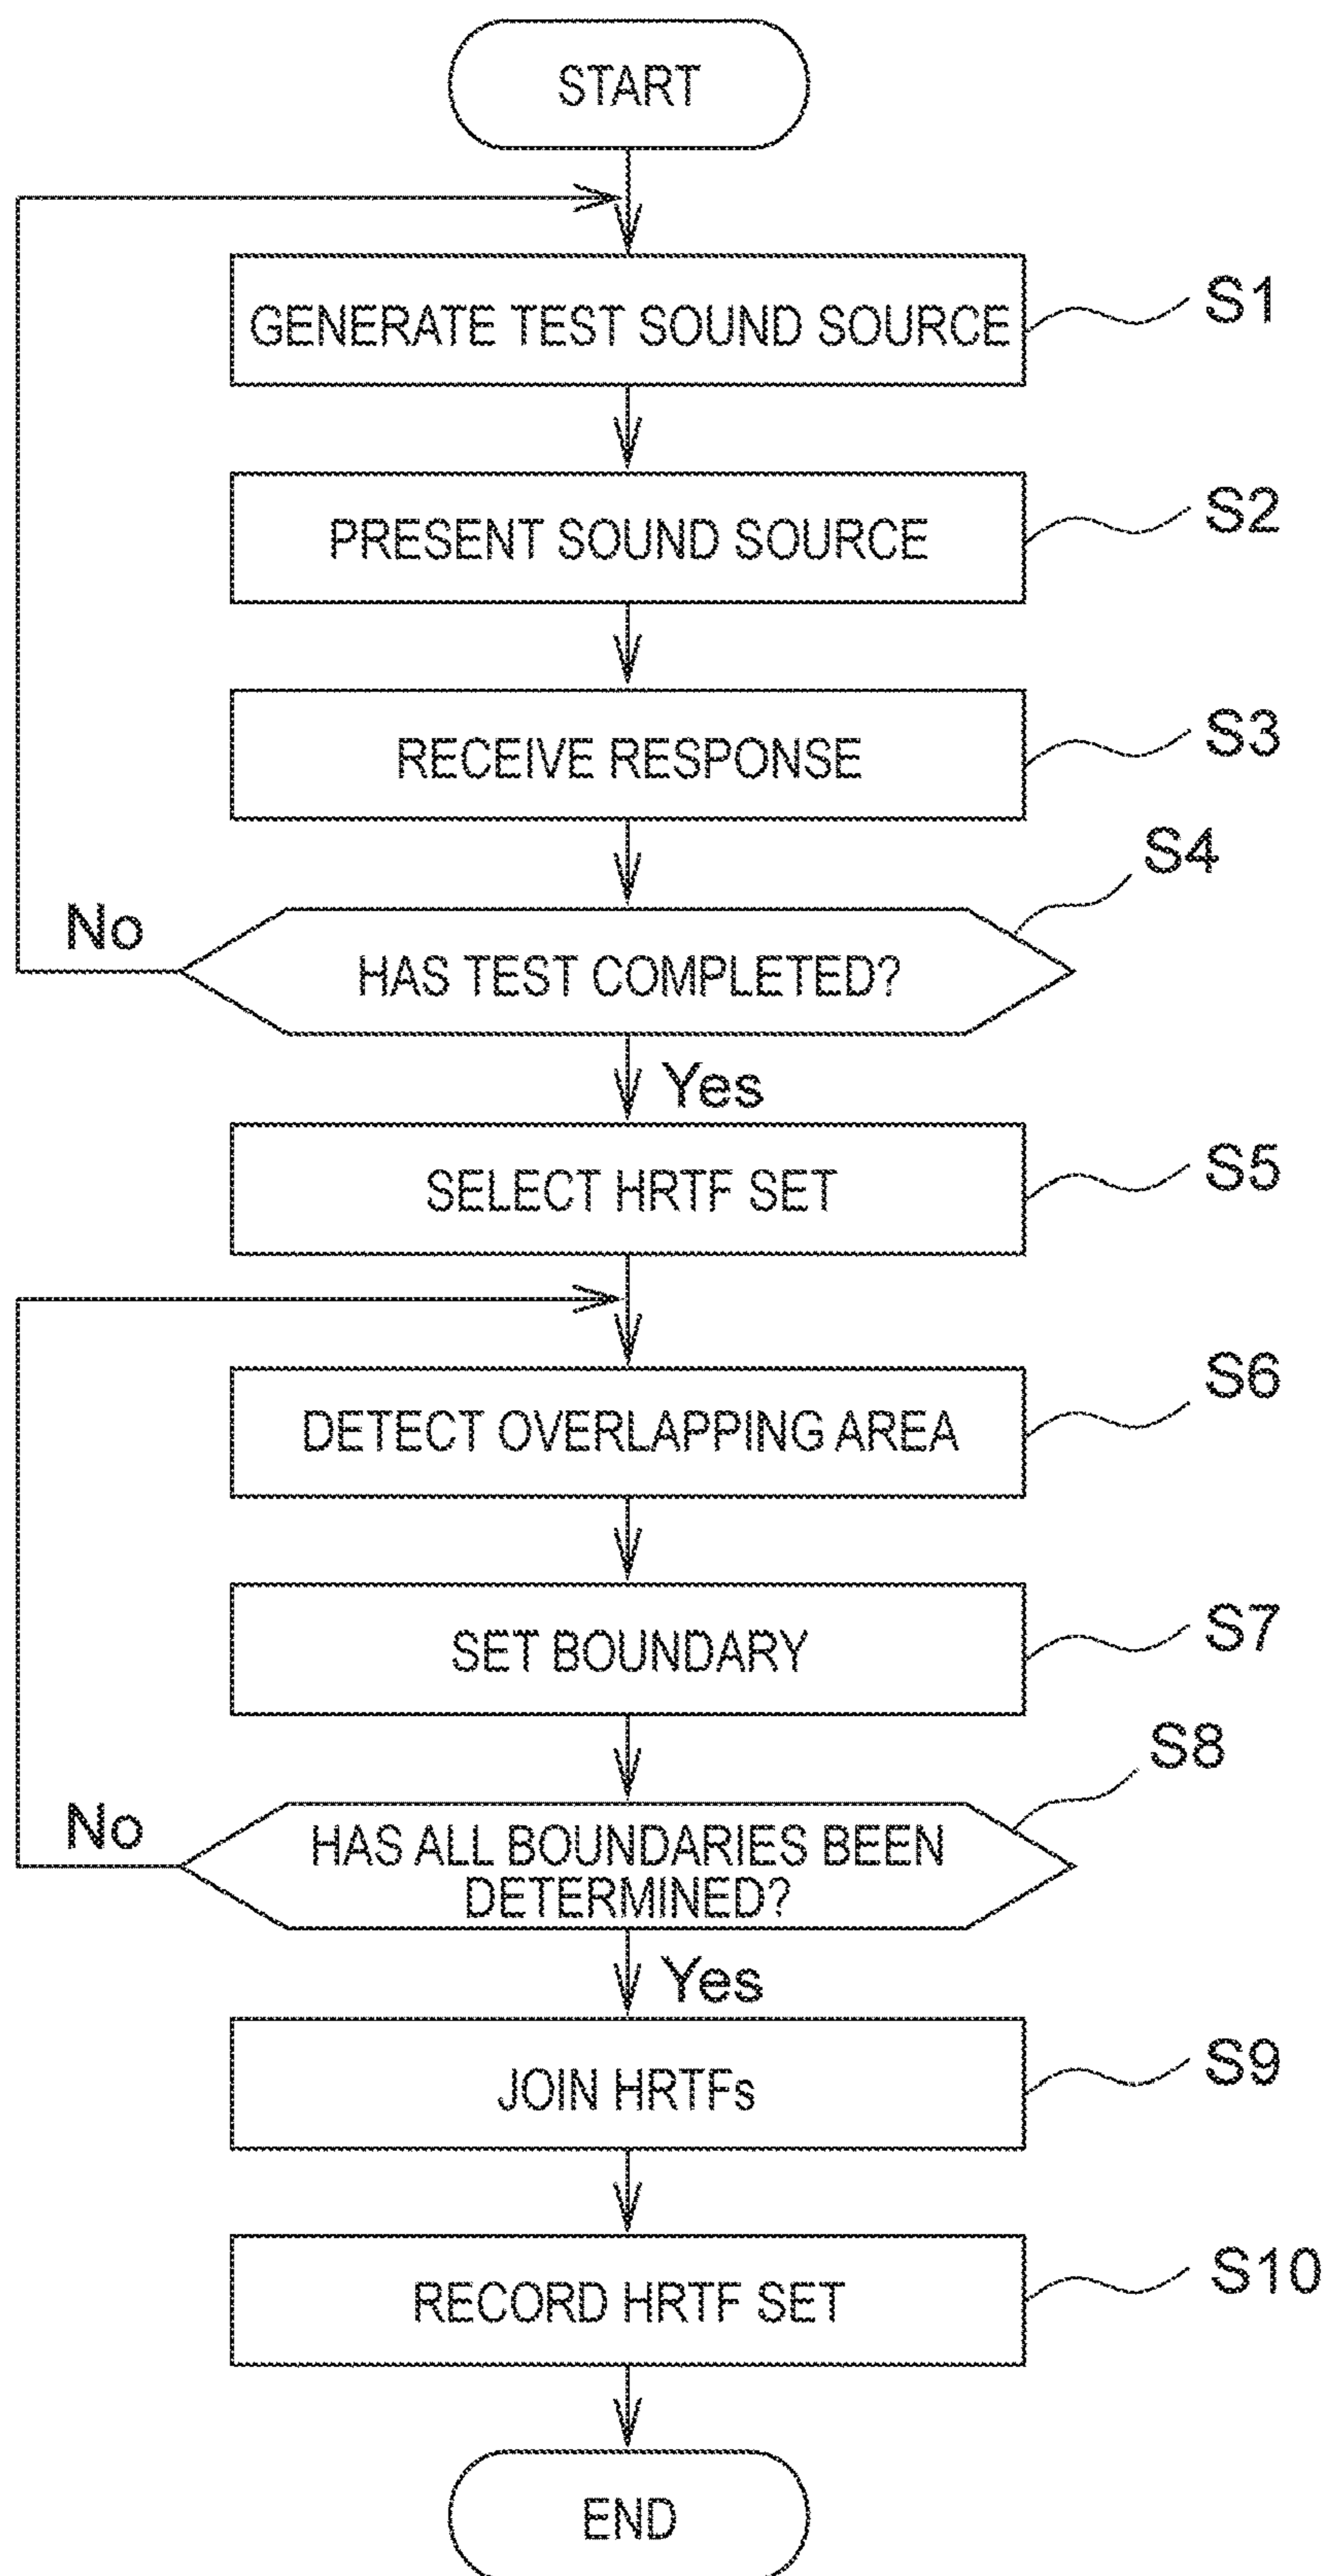 START
GENERATE TEST SOUND SOURCE
S1
PRESENT SOUND SOURCE
S2
RECEIVE RESPONSE
S3
S4
No
HAS TEST COMPLETED?
Yes
SELECT HRTF SET
S5
DETECT OVERLAPPING AREA
S6
SET BOUNDARY
S7
S8
No
HAS ALL BOUNDARIES BEEN
DETERMINED?
Yes
JOIN HRTFs
S9
RECORD HRTF SET
S10
END